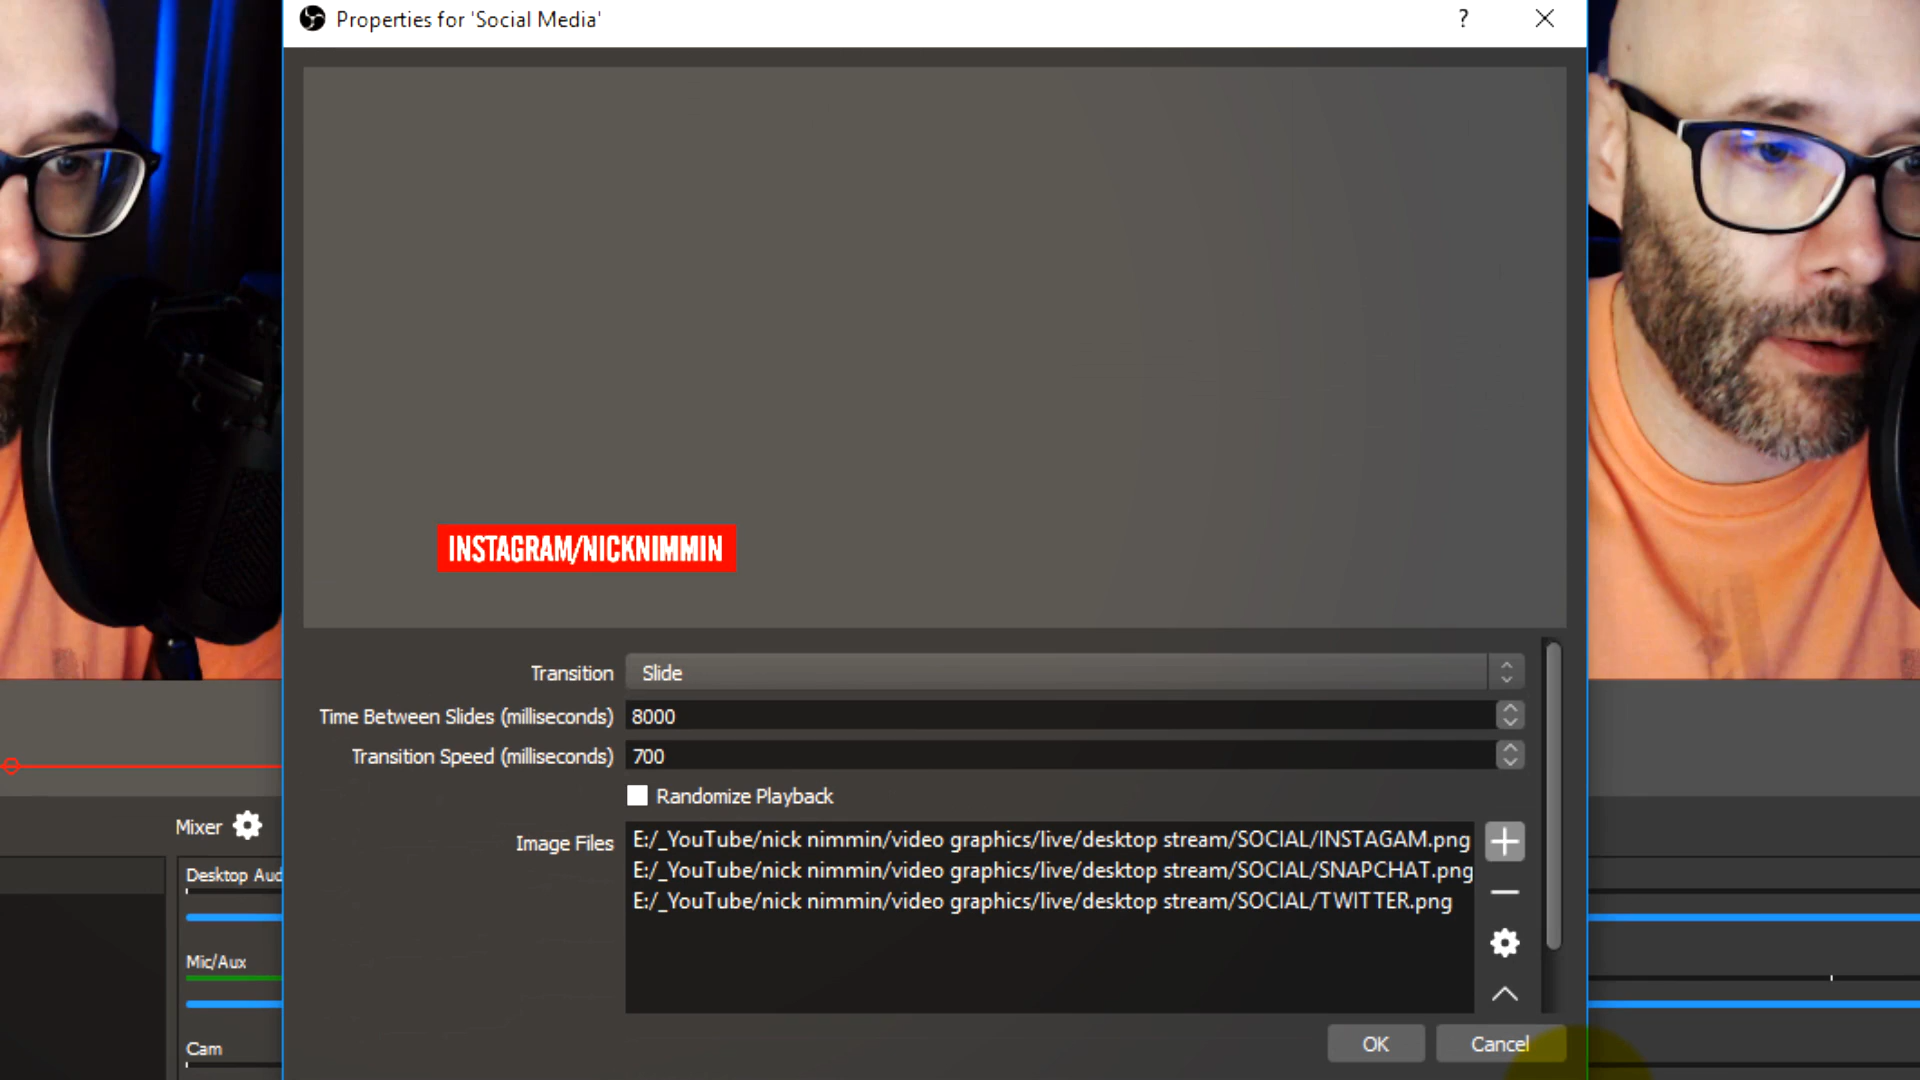 Properties for 'Social Media'
?
INSTAGRAM/NICKNIMMIN
Transition Slide
Time Between Slides (milliseconds) 8000
Transition Speed (milliseconds) 700
Randomize Playback
Image Files
E:/_YouTube/nick nimmin/video graphics/live/desktop stream/SOCIAL/INSTAGAM.png
E:/_YouTube/nick nimmin/video graphics/live/desktop stream/SOCIAL/SNAPCHAT.png
E:/_YouTube/nick nimmin/video graphics/live/desktop stream/SOCIAL/TWITTER.png
OK Cancel
Mixer
Desktop Aud
Mic/Aux
Cam